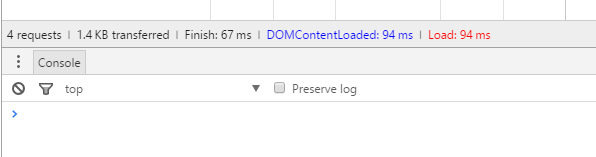 4 requests | 1.4 KB transferred | Finish: 67 ms | DOMContentLoaded: 94 ms | Load: 94 ms
Console
top Preserve log